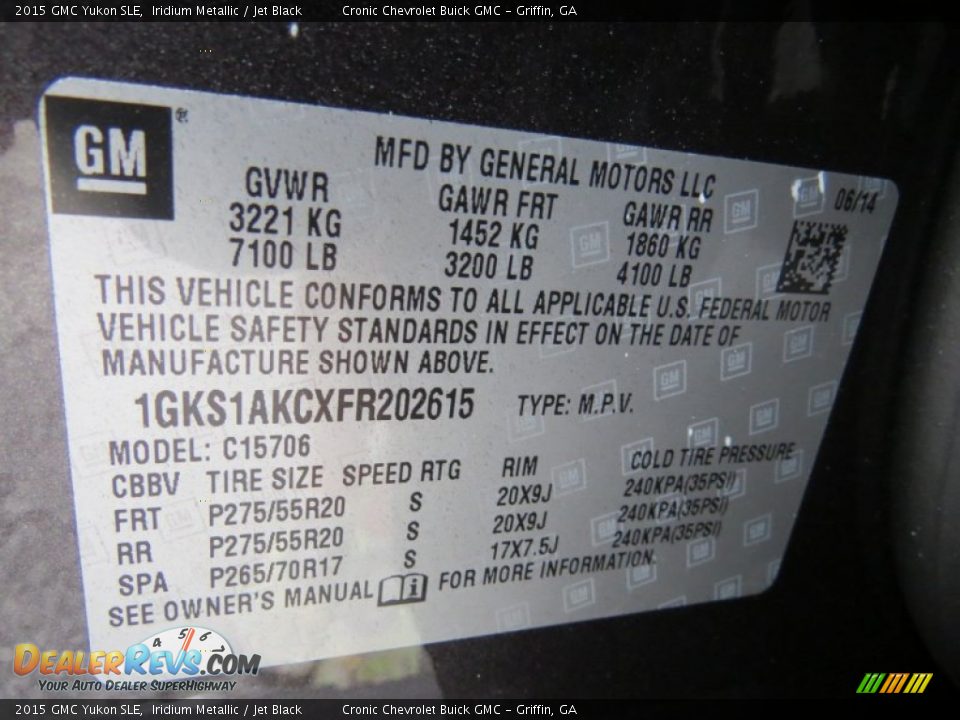 2015 GMC Yukon SLE,  Iridium Metallic / Jet Black        Cronic Chevrolet Buick GMC - Griffin, GA
GM ®
MFD BY GENERAL MOTORS LLC
06/14
GVWR GAWR FRT GAWR RR
3221 KG 1452 KG 1860 KG
7100 LB 3200 LB 4100 LB
THIS VEHICLE CONFORMS TO ALL APPLICABLE U.S. FEDERAL MOTOR
VEHICLE SAFETY STANDARDS IN EFFECT ON THE DATE OF
MANUFACTURE SHOWN ABOVE.
1GKS1AKCXFR202615 TYPE: M.P.V.
MODEL: C15706
CBBV TIRE SIZE SPEED RTG RIM COLD TIRE PRESSURE
FRT P275/55R20 S 20X9J 240KPA(35PSI)
RR P275/55R20 S 20X9J 240KPA(35PSI)
SPA P265/70R17 S 17X7.5J 240KPA(35PSI)
SEE OWNER'S MANUAL i FOR MORE INFORMATION.
4 5 6
DealerRevs.com
Your Auto Dealer SuperHighway
2015 GMC Yukon SLE,  Iridium Metallic / Jet Black        Cronic Chevrolet Buick GMC - Griffin, GA